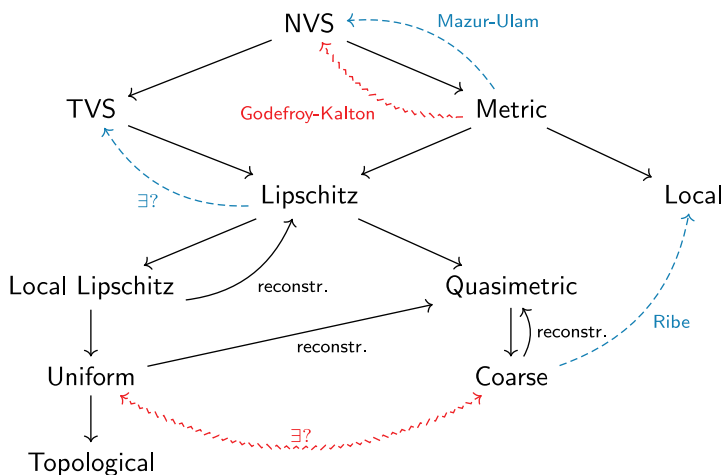 NVS
Mazur-Ulam
TVS
Godefroy-Kalton
Metric
∃?
Lipschitz
Local
Local Lipschitz
reconstr.
Quasimetric
reconstr.
reconstr.
Ribe
Uniform
Coarse
∃?
Topological